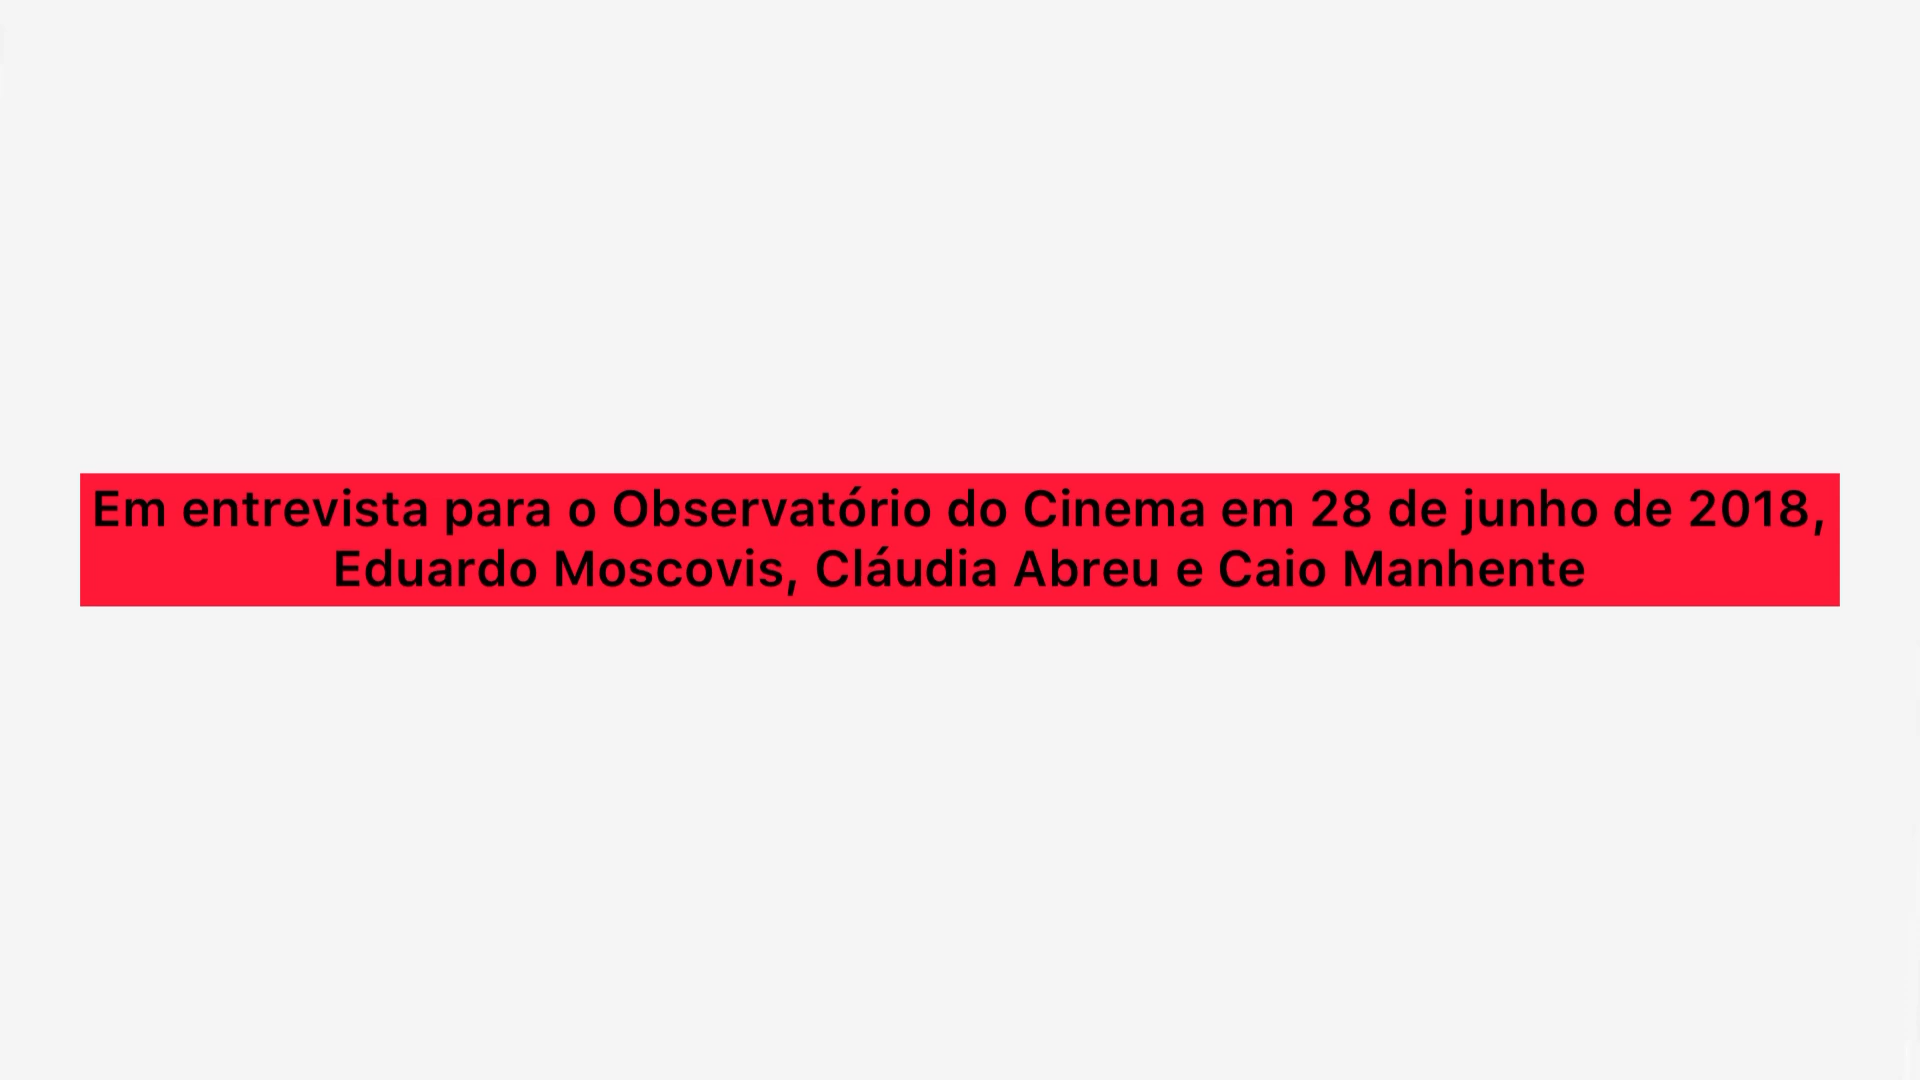 Em entrevista para o Observatório do Cinema em 28 de junho de 2018,
Eduardo Moscovis, Cláudia Abreu e Caio Manhente